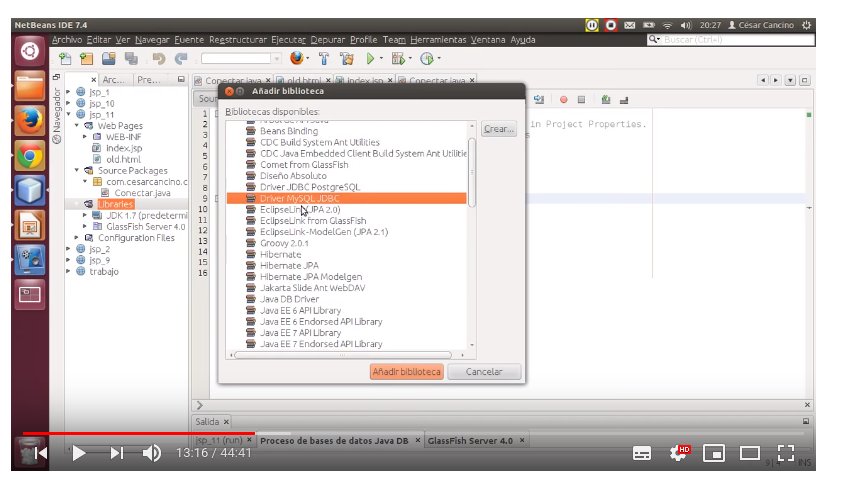 NetBeans IDE 7.4
20:27 César Cancino
Archivo Editar Ver Navegar Fuente Reestructurar Ejecutar Depurar Profile Team Herramientas Ventana Ayuda
Buscar (Ctrl+I)
Arc... Pre...
Conectar.java old.html index.jsp Conectar.java
Navegador
jsp_1
jsp_10
jsp_11
Web Pages
WEB-INF
index.jsp
old.html
Source Packages
com.cesarcancino.c
Conectar.java
Libraries
JDK 1.7 (predetermi
GlassFish Server 4.0
Configuration Files
jsp_2
jsp_9
trabajo
1
2
3
4
5
6
7
8
9
10
11
12
13
14
15
16
in Project Properties.
Añadir biblioteca
Bibliotecas disponibles:
Beans Binding
CDC Build System Ant Utilities
CDC Java Embedded Client Build System Ant Utilitie
Comet from GlassFish
Diseño Absoluto
Driver JDBC PostgreSQL
Driver MySQL JDBC
EclipseLink (JPA 2.0)
EclipseLink from GlassFish
EclipseLink-ModelGen (JPA 2.1)
Groovy 2.0.1
Hibernate
Hibernate JPA
Hibernate JPA Modelgen
Jakarta Slide Ant WebDAV
Java DB Driver
Java EE 6 API Library
Java EE 6 Endorsed API Library
Java EE 7 API Library
Java EE 7 Endorsed API Library
Crear...
Añadir biblioteca Cancelar
Salida
jsp_11 (run) Proceso de bases de datos Java DB GlassFish Server 4.0
13:16 / 44:41
HD
INS